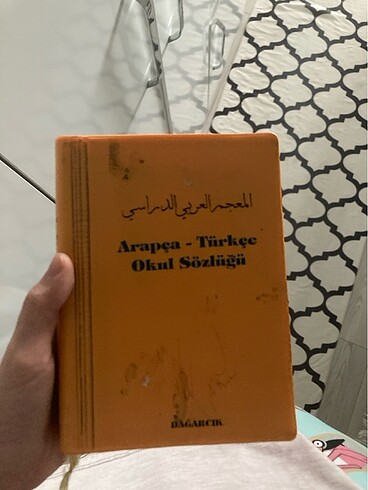 المعجم العربي الدراسي
Arapça - Türkçe
Okul Sözlüğü
DAĞARCIK